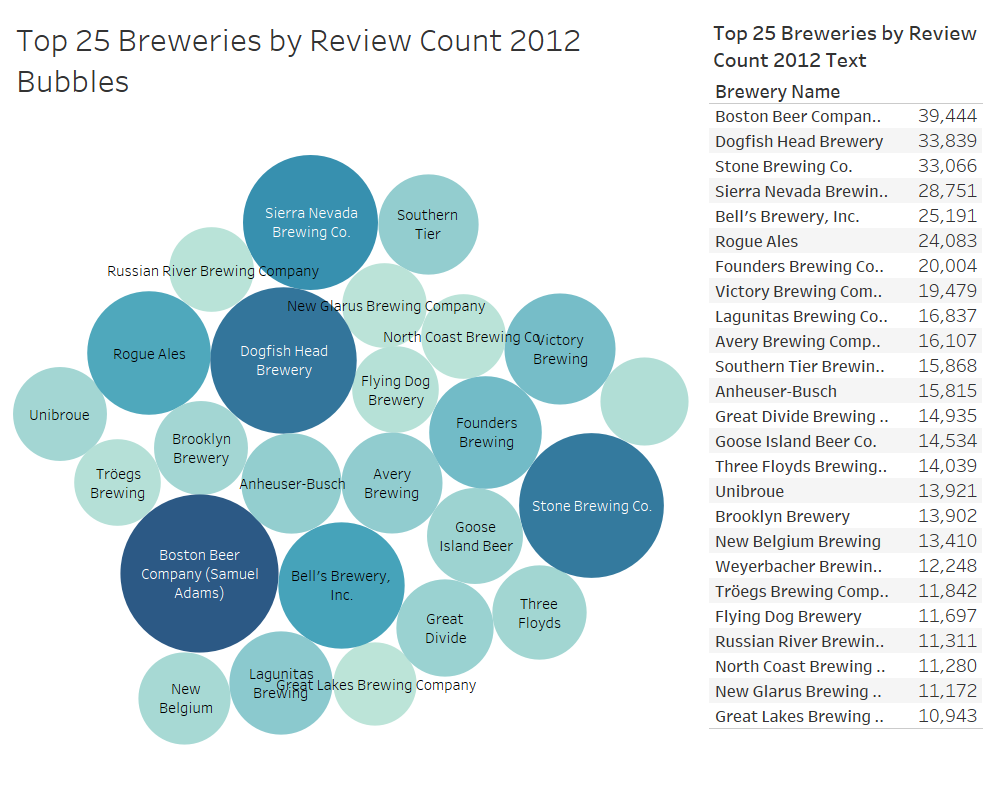 Top 25 Breweries by Review Count 2012
Bubbles
Sierra Nevada
Brewing Co.
Southern
Tier
Russian River Brewing Company
New Glarus Brewing Company
North Coast Brewing Co.
Victory
Brewing
Rogue Ales
Dogfish Head
Brewery
Flying Dog
Brewery
Unibroue
Founders
Brewing
Brooklyn
Brewery
Tröegs
Brewing
Anheuser-Busch
Avery
Brewing
Stone Brewing Co.
Goose
Island Beer
Boston Beer
Company (Samuel
Adams)
Bell's Brewery,
Inc.
Great
Divide
Three
Floyds
Lagunitas
Brewing
Great Lakes Brewing Company
New
Belgium
Top 25 Breweries by Review
Count 2012 Text
Brewery Name
Boston Beer Compan.. 39,444
Dogfish Head Brewery 33,839
Stone Brewing Co. 33,066
Sierra Nevada Brewin.. 28,751
Bell's Brewery, Inc. 25,191
Rogue Ales 24,083
Founders Brewing Co.. 20,004
Victory Brewing Com.. 19,479
Lagunitas Brewing Co.. 16,837
Avery Brewing Comp.. 16,107
Southern Tier Brewin.. 15,868
Anheuser-Busch 15,815
Great Divide Brewing .. 14,935
Goose Island Beer Co. 14,534
Three Floyds Brewing.. 14,039
Unibroue 13,921
Brooklyn Brewery 13,902
New Belgium Brewing 13,410
Weyerbacher Brewin.. 12,248
Tröegs Brewing Comp.. 11,842
Flying Dog Brewery 11,697
Russian River Brewin.. 11,311
North Coast Brewing .. 11,280
New Glarus Brewing .. 11,172
Great Lakes Brewing .. 10,943